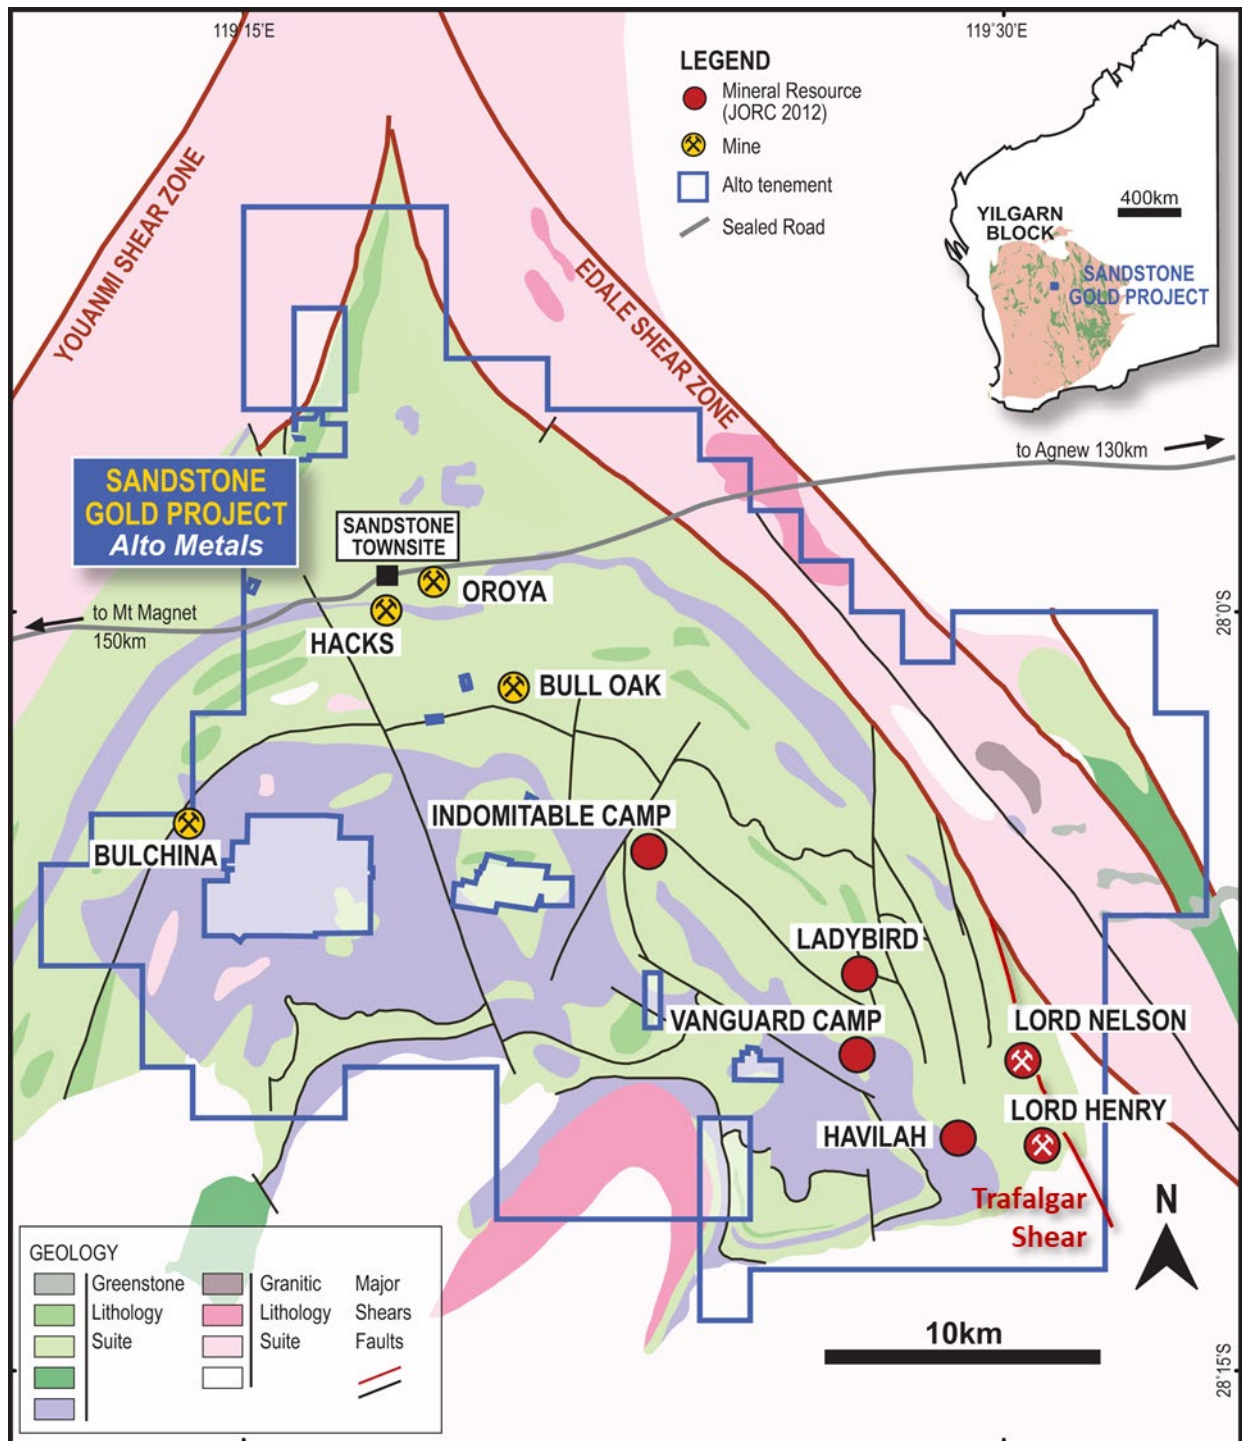 119°15'E
119°30'E
LEGEND
Mineral Resource
(JORC 2012)
Mine
Alto tenement
Sealed Road
400km
YILGARN
BLOCK
SANDSTONE
GOLD PROJECT
YOUANMI SHEAR ZONE
EDALE SHEAR ZONE
to Agnew 130km
SANDSTONE
GOLD PROJECT
Alto Metals
SANDSTONE
TOWNSITE
OROYA
to Mt Magnet
150km
HACKS
28°0'S
BULL OAK
INDOMITABLE CAMP
BULCHINA
LADYBIRD
VANGUARD CAMP
LORD NELSON
LORD HENRY
HAVILAH
Trafalgar
Shear
N
GEOLOGY
Greenstone
Lithology
Suite
Granitic
Lithology
Suite
Major
Shears
Faults
10km
28°15'S